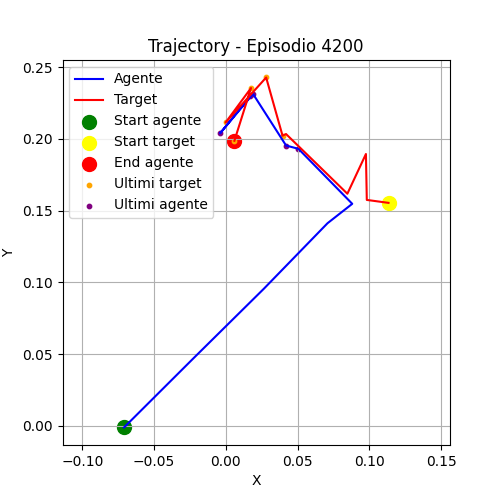 Trajectory - Episodio 4200
Agente
Target
Start agente
Start target
End agente
Ultimi target
Ultimi agente
0.25
0.20
0.15
0.10
0.05
0.00
Y
−0.10
−0.05
0.00
0.05
0.10
0.15
X